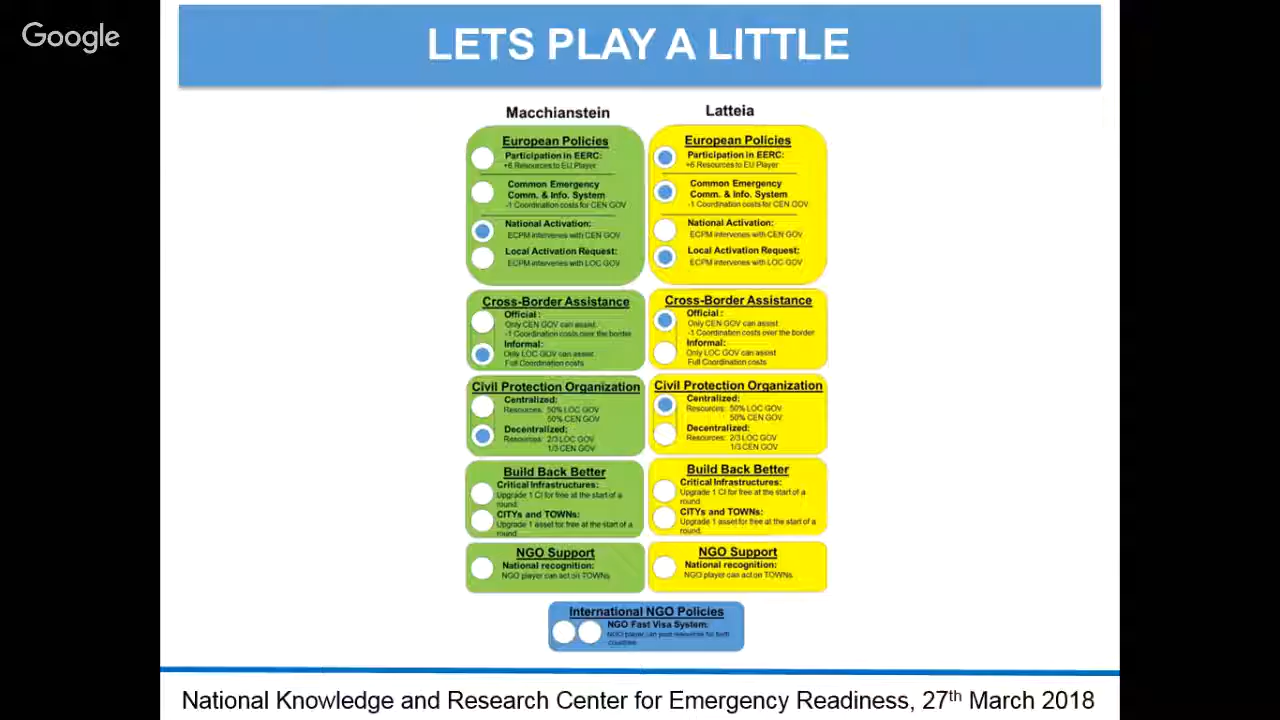 Google
LETS PLAY A LITTLE
Macchianstein
European Policies
Participation in EERC:
+6 Resources to EU Player
Common Emergency
Comm. & Info. System
-1 Coordination costs for CEN GOV
National Activation:
ECPM intervenes with CEN GOV
Local Activation Request:
ECPM intervenes with LOC GOV
Cross-Border Assistance
Official :
Only CEN GOV can assist.
-1 Coordination costs over the border
Informal:
Only LOC GOV can assist
Full Coordination costs
Civil Protection Organization
Centralized:
Resources: 50% LOC GOV
50% CEN GOV
Decentralized:
Resources: 2/3 LOC GOV
1/3 CEN GOV
Build Back Better
Critical Infrastructures:
Upgrade 1 CI for free at the start of a
round.
CITYs and TOWNs:
Upgrade 1 asset for free at the start of a
round.
NGO Support
National recognition:
NGO player can act on TOWNs
Latteia
European Policies
Participation in EERC:
+6 Resources to EU Player
Common Emergency
Comm. & Info. System
-1 Coordination costs for CEN GOV
National Activation:
ECPM intervenes with CEN GOV
Local Activation Request:
ECPM intervenes with LOC GOV
Cross-Border Assistance
Official :
Only CEN GOV can assist
-1 Coordination costs over the border
Informal:
Only LOC GOV can assist
Full Coordination costs
Civil Protection Organization
Centralized:
Resources: 50% LOC GOV
50% CEN GOV
Decentralized:
Resources: 2/3 LOC GOV
1/3 CEN GOV
Build Back Better
Critical Infrastructures:
Upgrade 1 CI for free at the start of a
round.
CITYs and TOWNs:
Upgrade 1 asset for free at the start of a
round.
NGO Support
National recognition:
NGO player can act on TOWNs
International NGO Policies
NGO Fast Visa System:
NGO player can pool resources for both
countries
National Knowledge and Research Center for Emergency Readiness, 27th March 2018